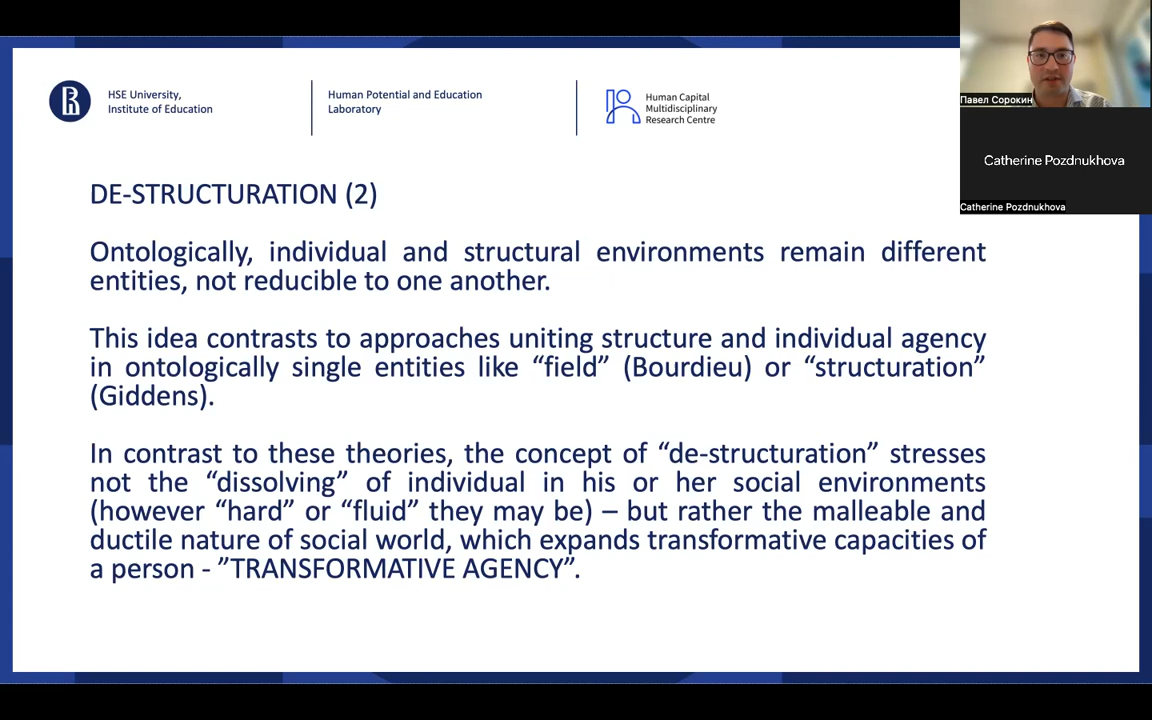 HSE University,
Institute of Education
Human Potential and Education
Laboratory
Human Capital
Multidisciplinary
Research Centre
Павел Сорокин
Catherine Pozdnukhova
Catherine Pozdnukhova
DE-STRUCTURATION (2)
Ontologically, individual and structural environments remain different
entities, not reducible to one another.
This idea contrasts to approaches uniting structure and individual agency
in ontologically single entities like “field” (Bourdieu) or “structuration”
(Giddens).
In contrast to these theories, the concept of “de-structuration” stresses
not the “dissolving” of individual in his or her social environments
(however “hard” or “fluid” they may be) – but rather the malleable and
ductile nature of social world, which expands transformative capacities of
a person - ”TRANSFORMATIVE AGENCY”.